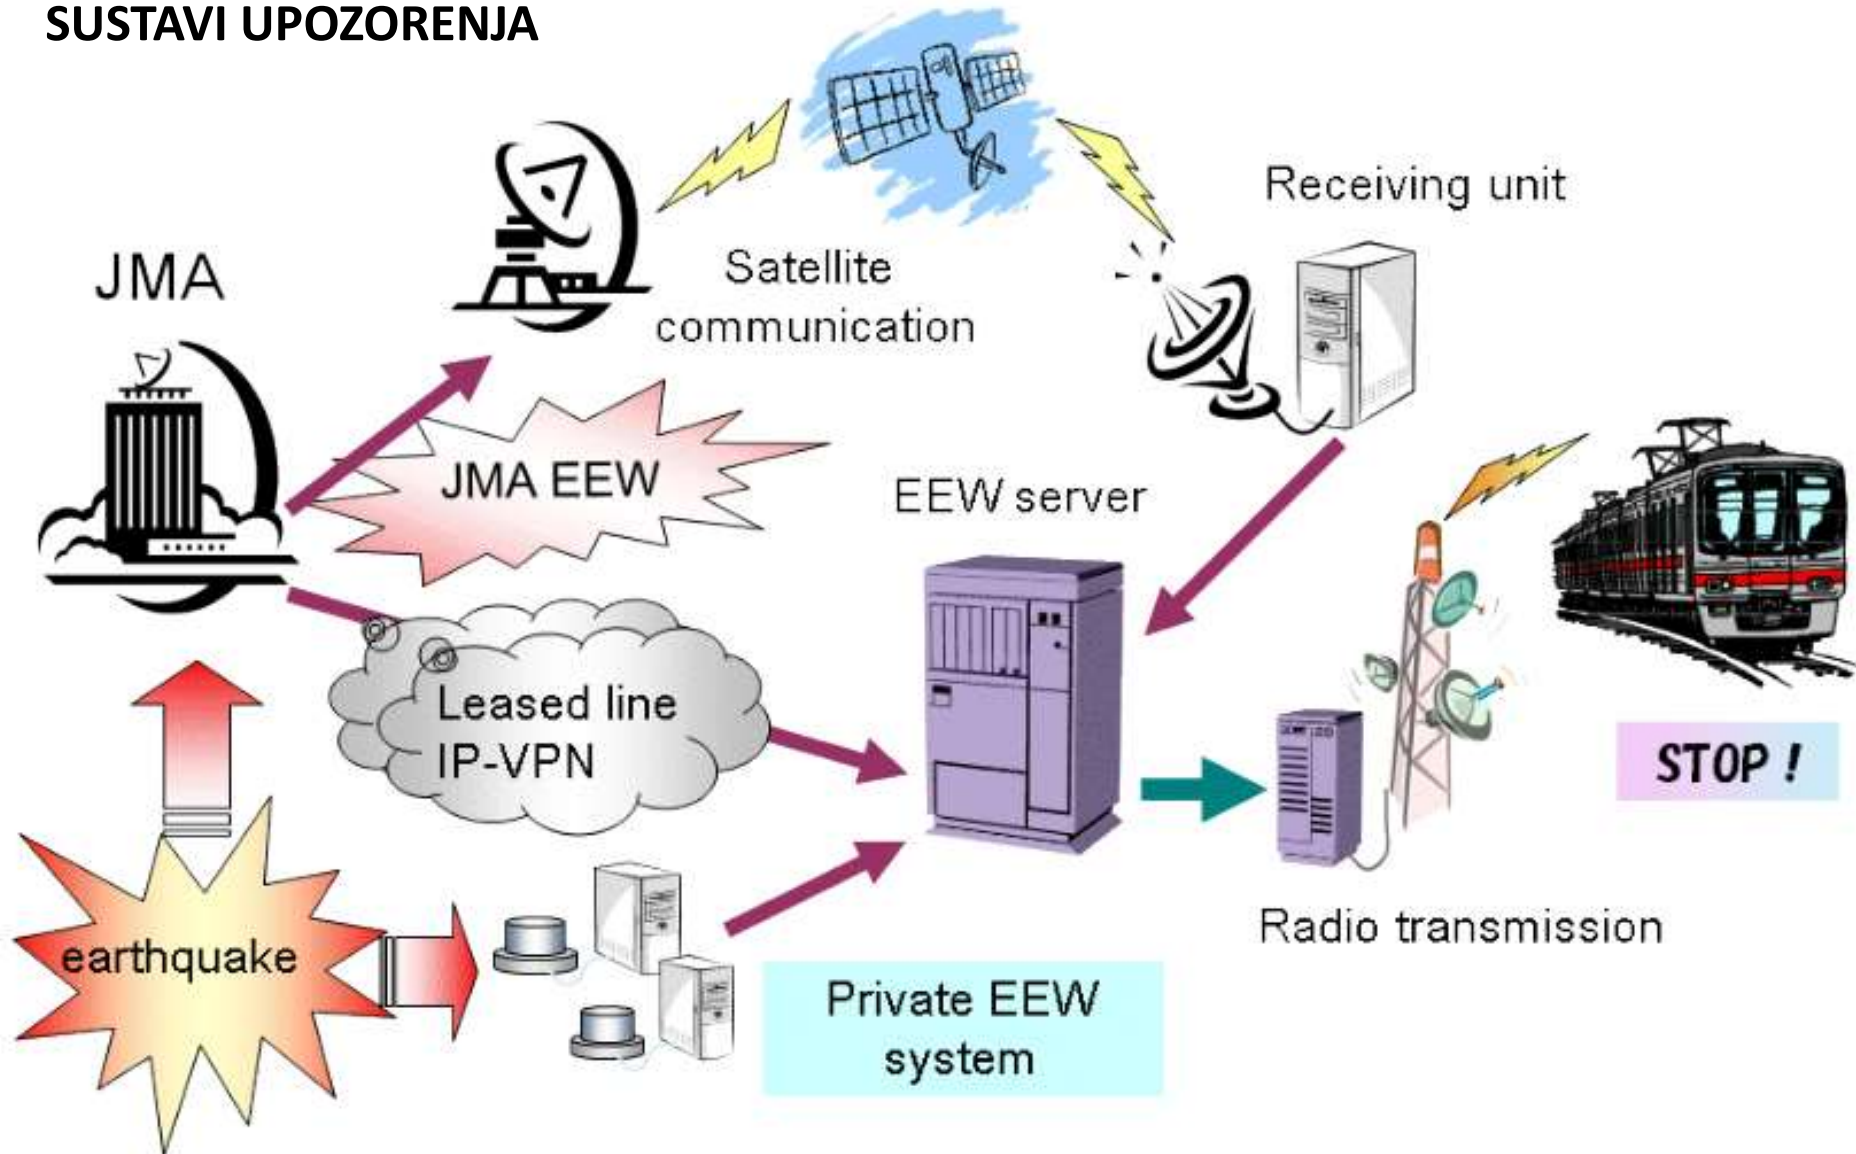 SUSTAVI UPOZORENJA
Receiving unit
JMA
Satellite
communication
JMA EEW
EEW server
Leased line
IP-VPN
STOP !
earthquake
Radio transmission
Private EEW
system